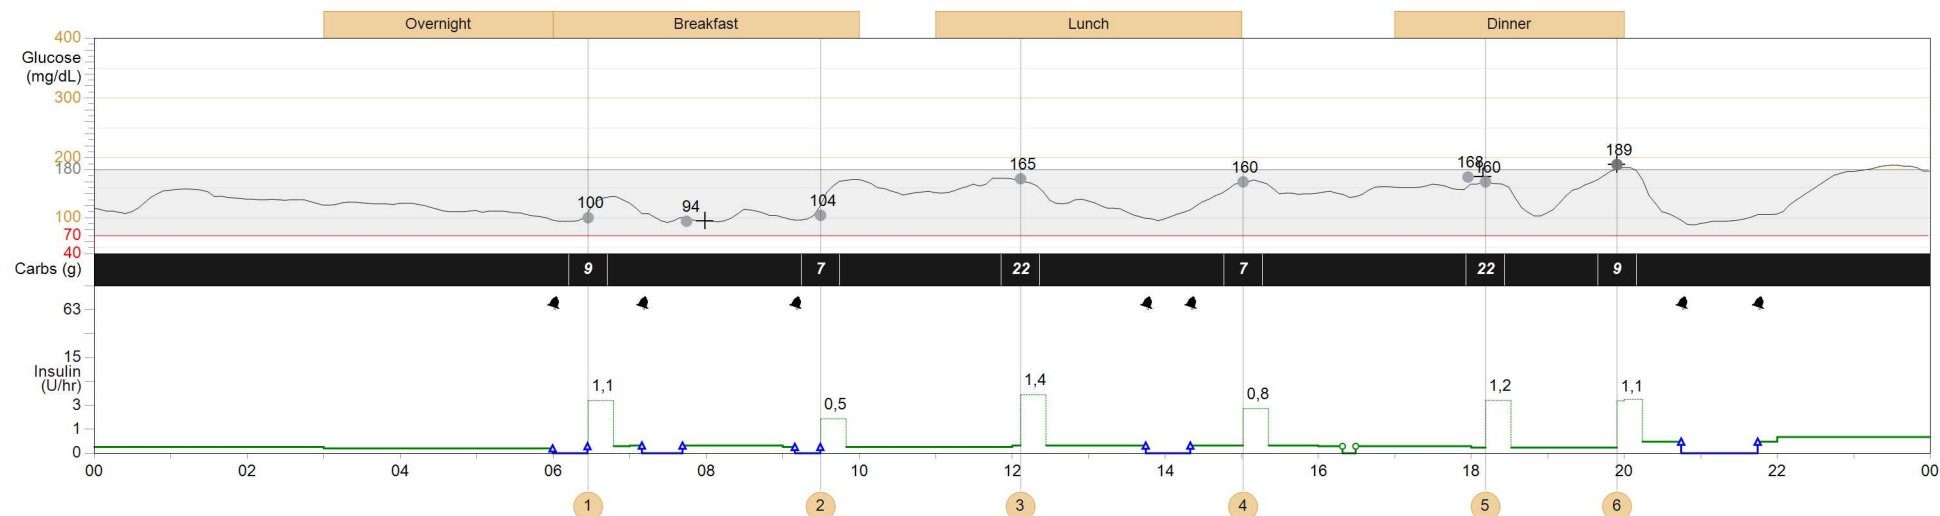 Overnight Breakfast Lunch Dinner
400
Glucose
(mg/dL)
300
200
180
100
70
40
100 94 104 165 160 168 160 189
Carbs (g) 9 7 22 7 22 9
63
15
Insulin
(U/hr)
3
1
0
1,1 0,5 1,4 0,8 1,2 1,1
00 02 04 06 08 10 12 14 16 18 20 22 00
1 2 3 4 5 6